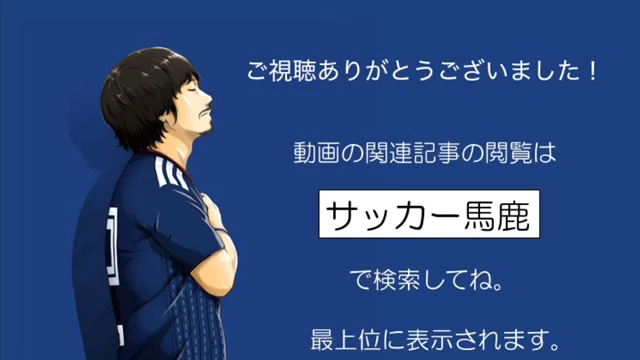 ご視聴ありがとうございました！
動画の関連記事の閲覧は
サッカー馬鹿
で検索してね。
最上位に表示されます。